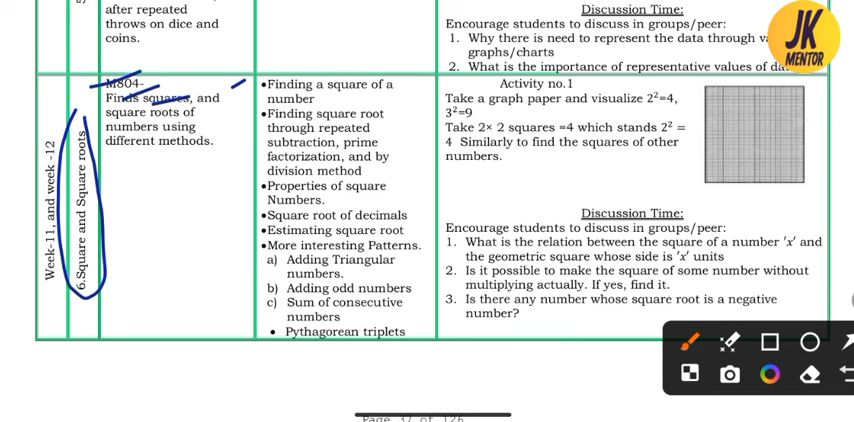 after repeated
throws on dice and
coins.
Discussion Time:
Encourage students to discuss in groups/peer:
1. Why there is need to represent the data through
graphs/charts
2. What is the importance of representative values of
JK
MENTOR
Week-11, and week -12
6.Square and Square roots
M804-
Finds squares, and
square roots of
numbers using
different methods.
•Finding a square of a
number
•Finding square root
through repeated
subtraction, prime
factorization, and by
division method
•Properties of square
Numbers.
•Square root of decimals
•Estimating square root
•More interesting Patterns.
a) Adding Triangular
numbers.
b) Adding odd numbers
c) Sum of consecutive
numbers
• Pythagorean triplets
Activity no.1
Take a graph paper and visualize 2²=4,
3²=9
Take 2× 2 squares =4 which stands 2² =
4 Similarly to find the squares of other
numbers.
Discussion Time:
Encourage students to discuss in groups/peer:
1. What is the relation between the square of a number 'x' and
the geometric square whose side is 'x' units
2. Is it possible to make the square of some number without
multiplying actually. If yes, find it.
3. Is there any number whose square root is a negative
number?
Page 37 of 126